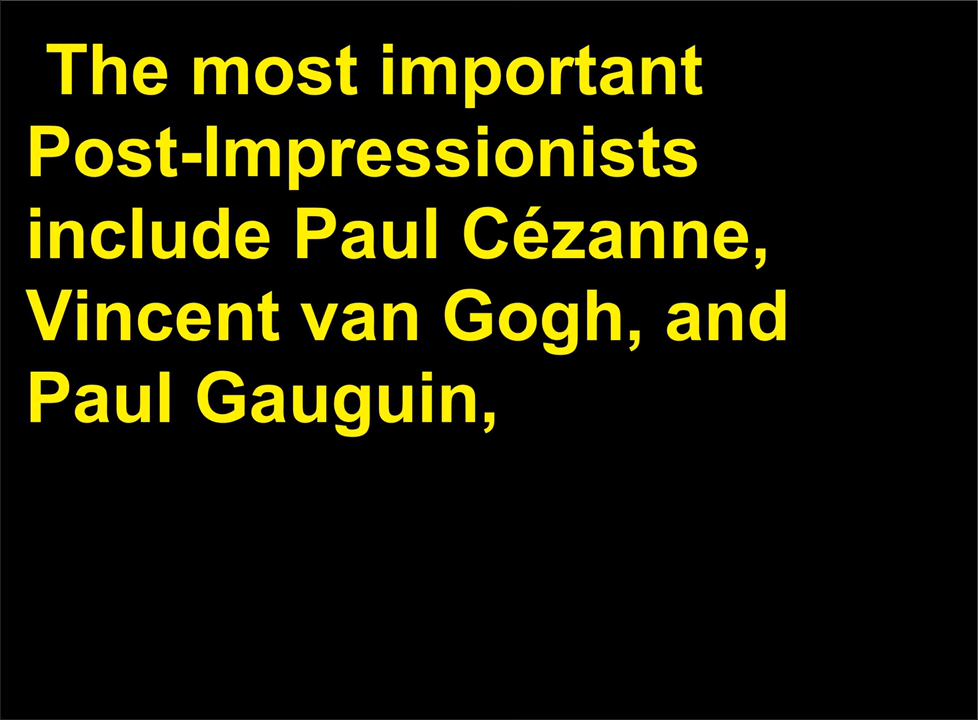 The most important
Post-Impressionists
include Paul Cézanne,
Vincent van Gogh, and
Paul Gauguin,